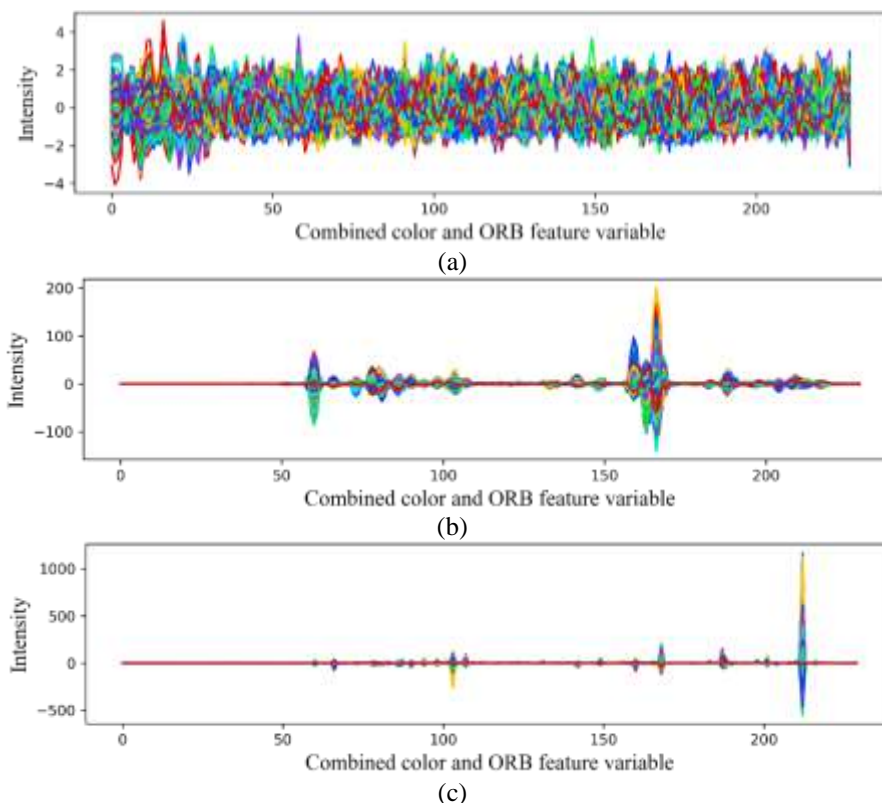 4
2
0
−2
−4
Intensity
0 50 100 150 200
Combined color and ORB feature variable
(a)
200
100
0
−100
Intensity
0 50 100 150 200
Combined color and ORB feature variable
(b)
1000
500
0
−500
Intensity
0 50 100 150 200
Combined color and ORB feature variable
(c)